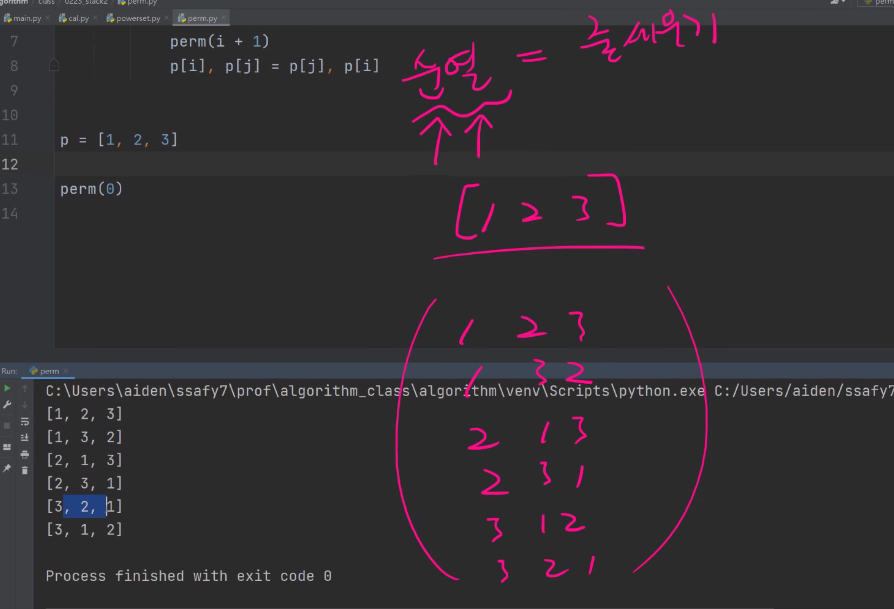 algorithm / class / 0223_stack2 / perm.py
main.py × cal.py × powerset.py × perm.py ×
7 perm(i + 1)
8 p[i], p[j] = p[j], p[i]
9
10
11 p = [1, 2, 3]
12
13 perm(0)
14
순열 = 줄 세우기
[1 2 3]
1 2 3
1 3 2
2 1 3
2 3 1
3 1 2
3 2 1
Run: perm ×
C:\Users\aiden\ssafy7\prof\algorithm_class\algorithm\venv\Scripts\python.exe C:/Users/aiden/ssafy7
[1, 2, 3]
[1, 3, 2]
[2, 1, 3]
[2, 3, 1]
[3, 2, 1]
[3, 1, 2]
Process finished with exit code 0